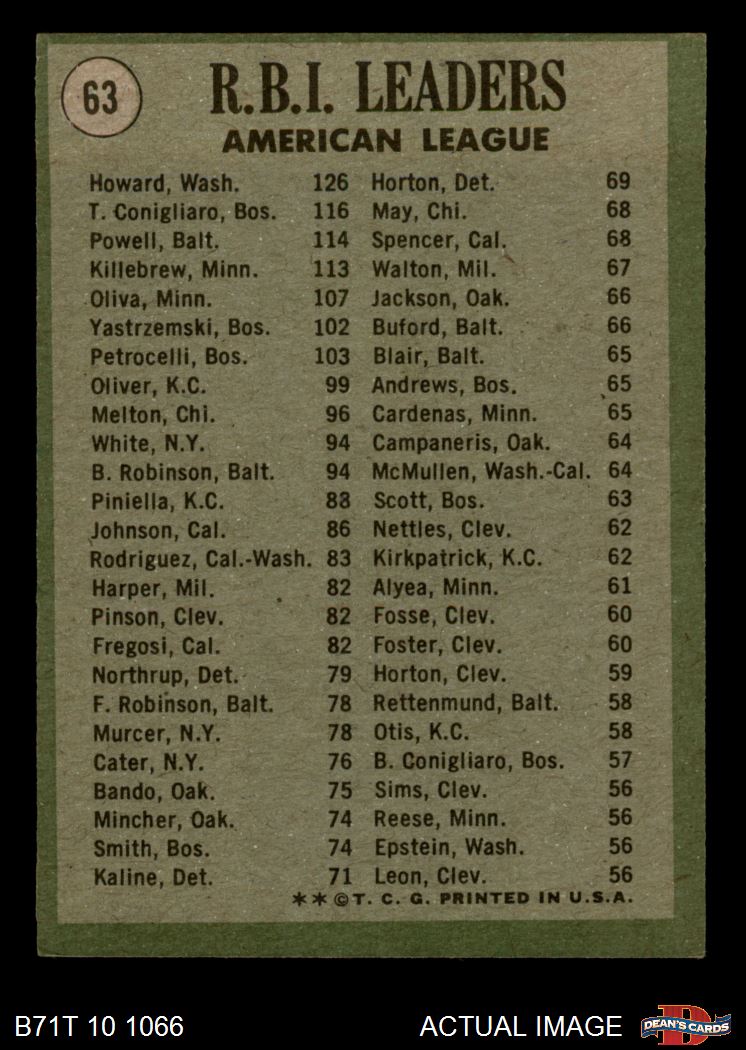 63
R.B.I. LEADERS
AMERICAN LEAGUE
Howard, Wash. 126
T. Conigliaro, Bos. 116
Powell, Balt. 114
Killebrew, Minn. 113
Oliva, Minn. 107
Yastrzemski, Bos. 102
Petrocelli, Bos. 103
Oliver, K.C. 99
Melton, Chi. 96
White, N.Y. 94
B. Robinson, Balt. 94
Piniella, K.C. 88
Johnson, Cal. 86
Rodriguez, Cal.-Wash. 83
Harper, Mil. 82
Pinson, Clev. 82
Fregosi, Cal. 82
Northrup, Det. 79
F. Robinson, Balt. 78
Murcer, N.Y. 78
Cater, N.Y. 76
Bando, Oak. 75
Mincher, Oak. 74
Smith, Bos. 74
Kaline, Det. 71
Horton, Det. 69
May, Chi. 68
Spencer, Cal. 68
Walton, Mil. 67
Jackson, Oak. 66
Buford, Balt. 66
Blair, Balt. 65
Andrews, Bos. 65
Cardenas, Minn. 65
Campaneris, Oak. 64
McMullen, Wash.-Cal. 64
Scott, Bos. 63
Nettles, Clev. 62
Kirkpatrick, K.C. 62
Alyea, Minn. 61
Fosse, Clev. 60
Foster, Clev. 60
Horton, Clev. 59
Rettenmund, Balt. 58
Otis, K.C. 58
B. Conigliaro, Bos. 57
Sims, Clev. 56
Reese, Minn. 56
Epstein, Wash. 56
Leon, Clev. 56
**©T. C. G. PRINTED IN U.S.A.
B71T 10 1066
ACTUAL IMAGE
D
DEAN'S CARDS